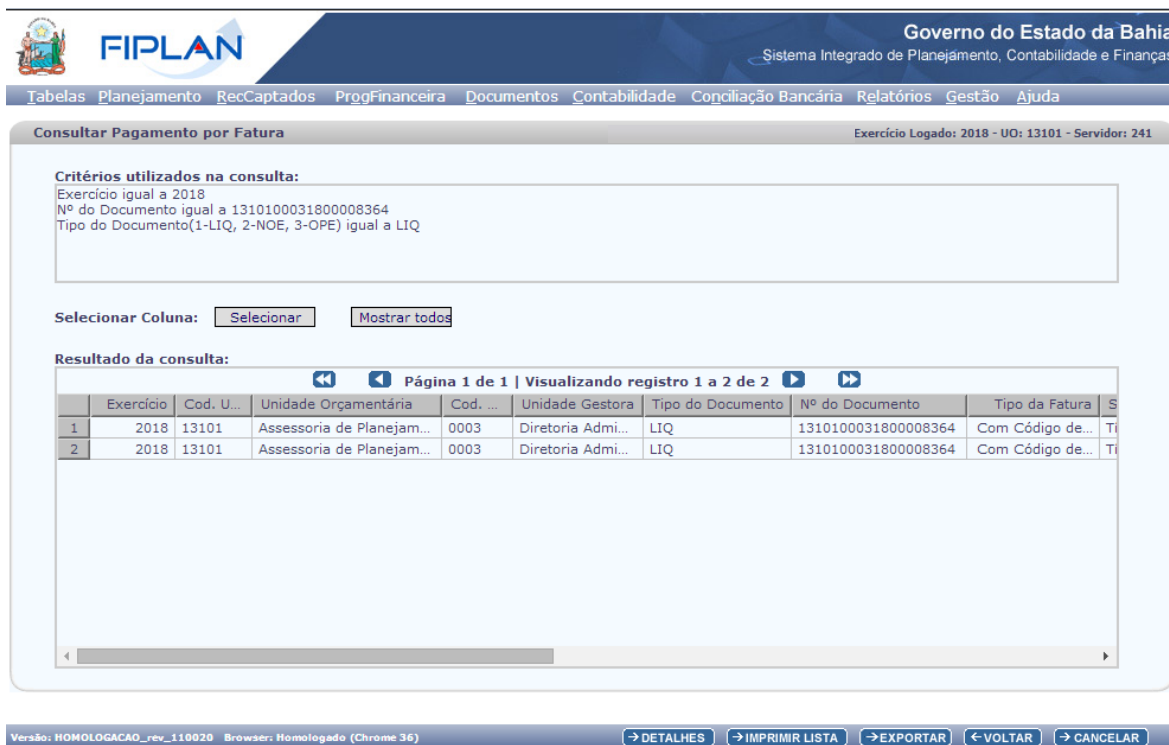 FIPLAN
Governo do Estado da Bahia
Sistema Integrado de Planejamento, Contabilidade e Finanças
Tabelas Planejamento RecCaptados ProgFinanceira Documentos Contabilidade Conciliação Bancária Relatórios Gestão Ajuda
Consultar Pagamento por Fatura Exercício Logado: 2018 - UO: 13101 - Servidor: 241
Critérios utilizados na consulta:
Exercício igual a 2018
Nº do Documento igual a 1310100031800008364
Tipo do Documento(1-LIQ, 2-NOE, 3-OPE) igual a LIQ
Selecionar Coluna: Selecionar Mostrar todos
Resultado da consulta:
Página 1 de 1 | Visualizando registro 1 a 2 de 2
Exercício Cod. U... Unidade Orçamentária Cod. ... Unidade Gestora Tipo do Documento Nº do Documento Tipo da Fatura S
1 2018 13101 Assessoria de Planejam... 0003 Diretoria Admi... LIQ 1310100031800008364 Com Código de... Ti
2 2018 13101 Assessoria de Planejam... 0003 Diretoria Admi... LIQ 1310100031800008364 Com Código de... Ti
Versão: HOMOLOGACAO_rev_110020 Browser: Homologado (Chrome 36) DETALHES IMPRIMIR LISTA EXPORTAR VOLTAR CANCELAR